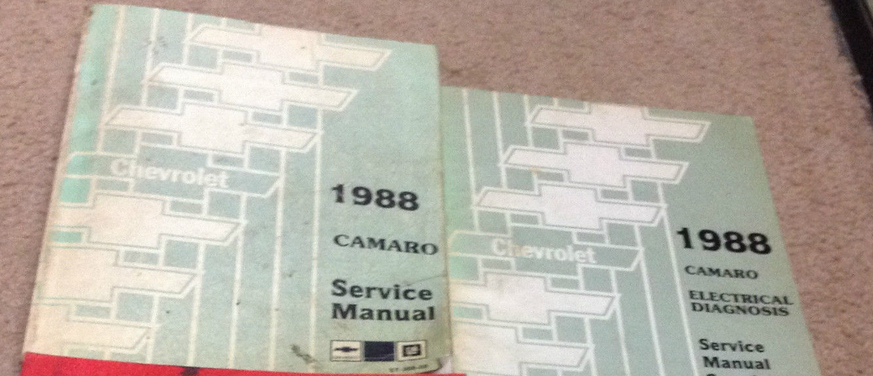 Chevrolet
1988
CAMARO
Service
Manual
Chevrolet
1988
CAMARO
ELECTRICAL
DIAGNOSIS
Service
Manual